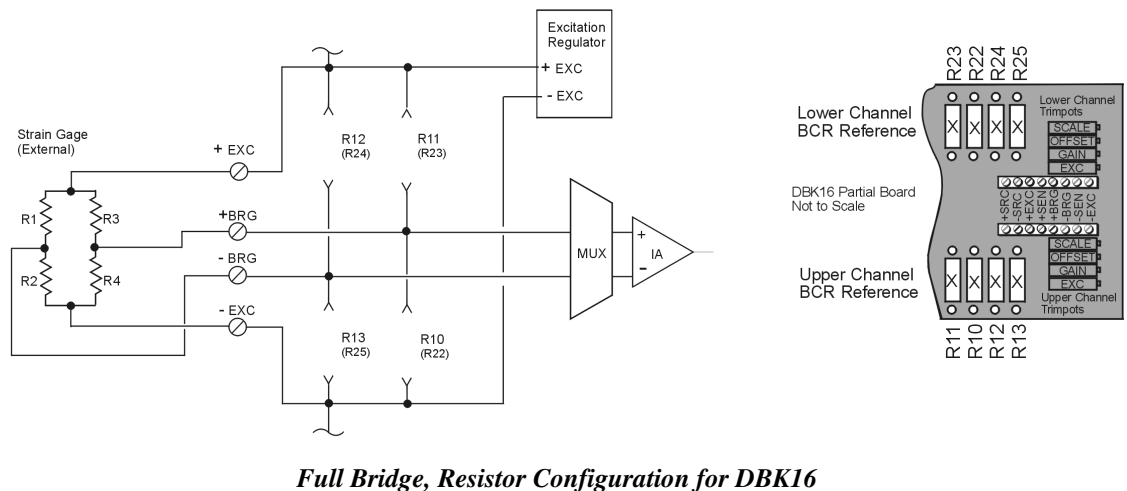 Excitation
Regulator
+ EXC
- EXC
Strain Gage
(External)
+ EXC
R12
(R24)
R11
(R23)
R1
R3
+BRG
R2
R4
- BRG
MUX
+
-
IA
- EXC
R13
(R25)
R10
(R22)
R23
R22
R24
R25
Lower Channel
BCR Reference
X
X
X
X
Lower Channel
Trimpots
SCALE
OFFSET
GAIN
EXC
DBK16 Partial Board
Not to Scale
+SRC
-SRC
+EXC
+SEN
+BRG
-BRG
-SEN
-EXC
SCALE
OFFSET
GAIN
EXC
Upper Channel
BCR Reference
X
X
X
X
Upper Channel
Trimpots
R11
R10
R12
R13
Full Bridge, Resistor Configuration for DBK16